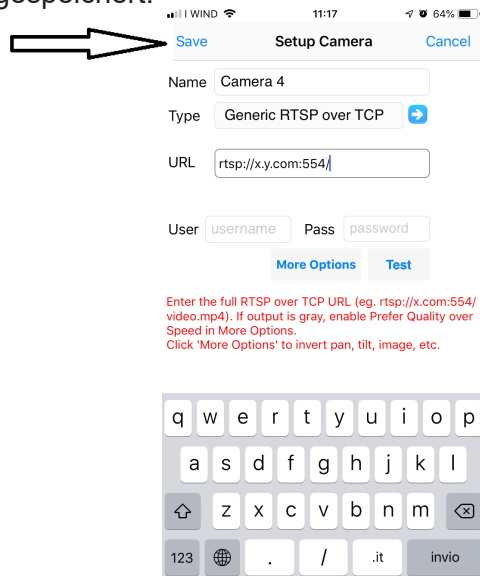 gespeichert.
I WIND 11:17 64%
Save Setup Camera Cancel
Name Camera 4
Type Generic RTSP over TCP
URL rtsp://x.y.com:554/
User username Pass password
More Options Test
Enter the full RTSP over TCP URL (eg. rtsp://x.com:554/
video.mp4). If output is gray, enable Prefer Quality over
Speed in More Options.
Click 'More Options' to invert pan, tilt, image, etc.
q w e r t y u i o p
a s d f g h j k l
z x c v b n m
123 . / .it invio